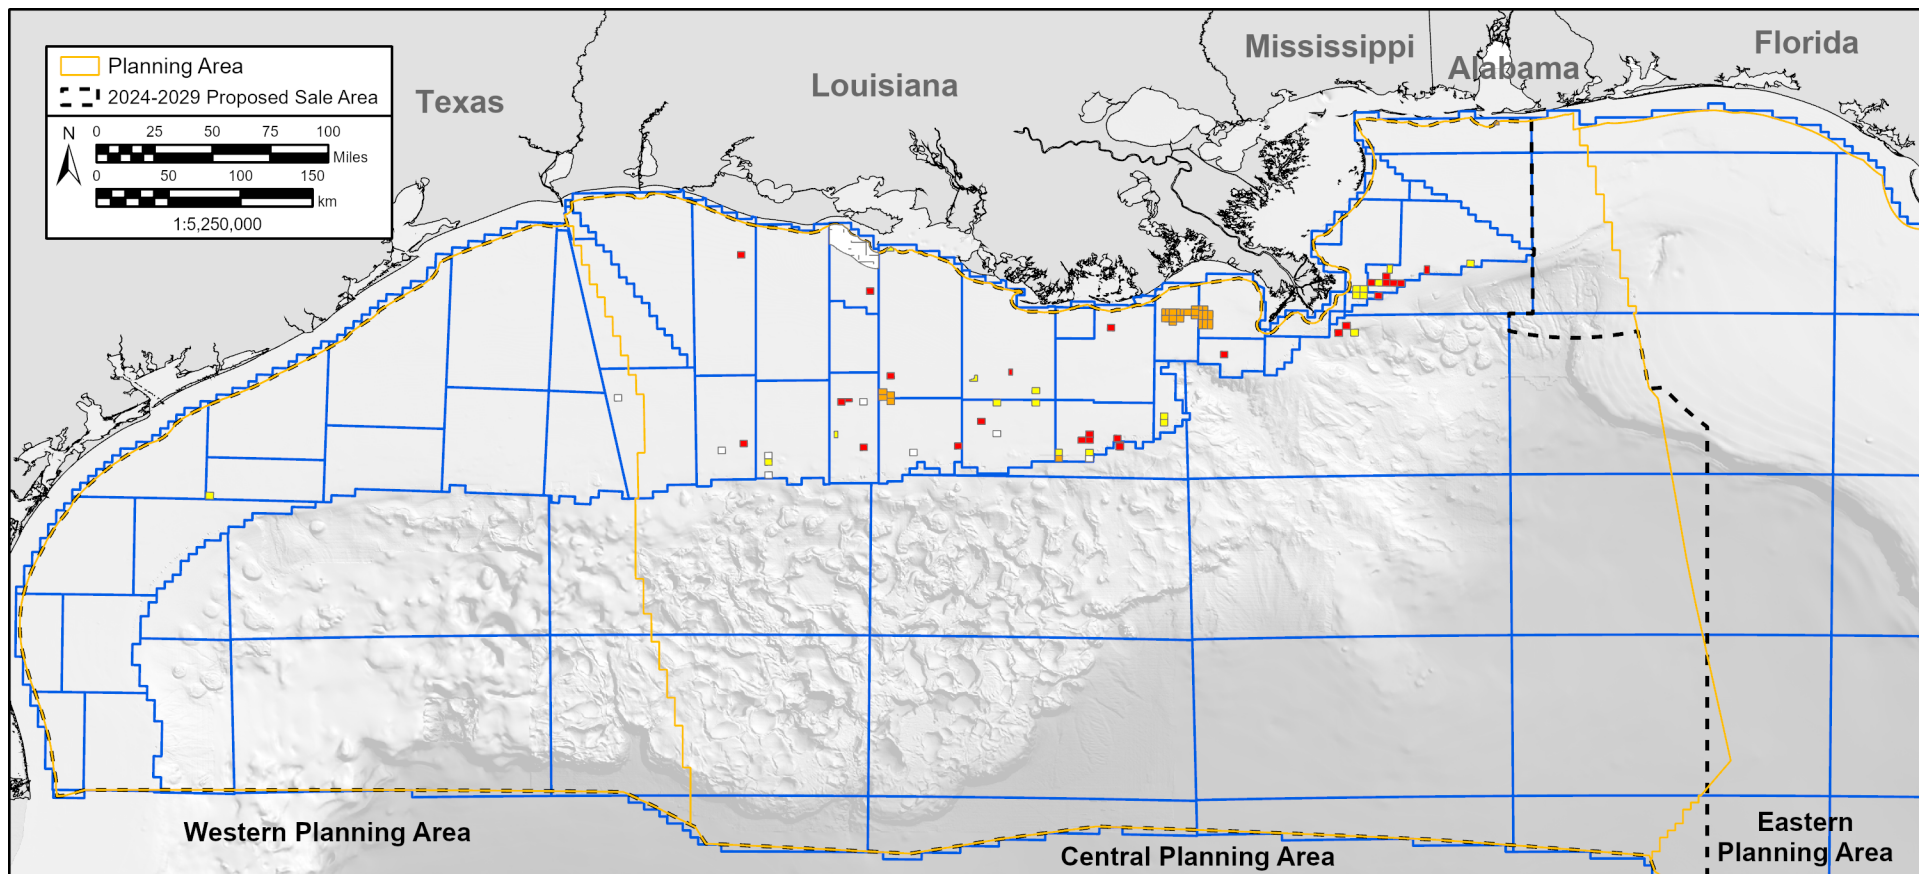 Mississippi
Florida
Alabama
Louisiana
Texas
Planning Area
2024-2029 Proposed Sale Area
N
0 25 50 75 100
Miles
0 50 100 150
km
1:5,250,000
Western Planning Area
Central Planning Area
Eastern
Planning Area